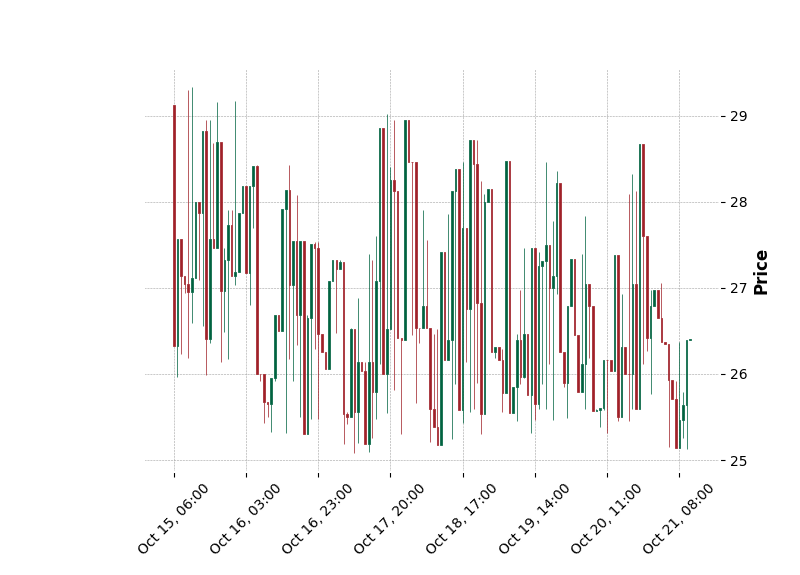 29
28
27
26
25
Price
Oct 15, 06:00
Oct 16, 03:00
Oct 16, 23:00
Oct 17, 20:00
Oct 18, 17:00
Oct 19, 14:00
Oct 20, 11:00
Oct 21, 08:00